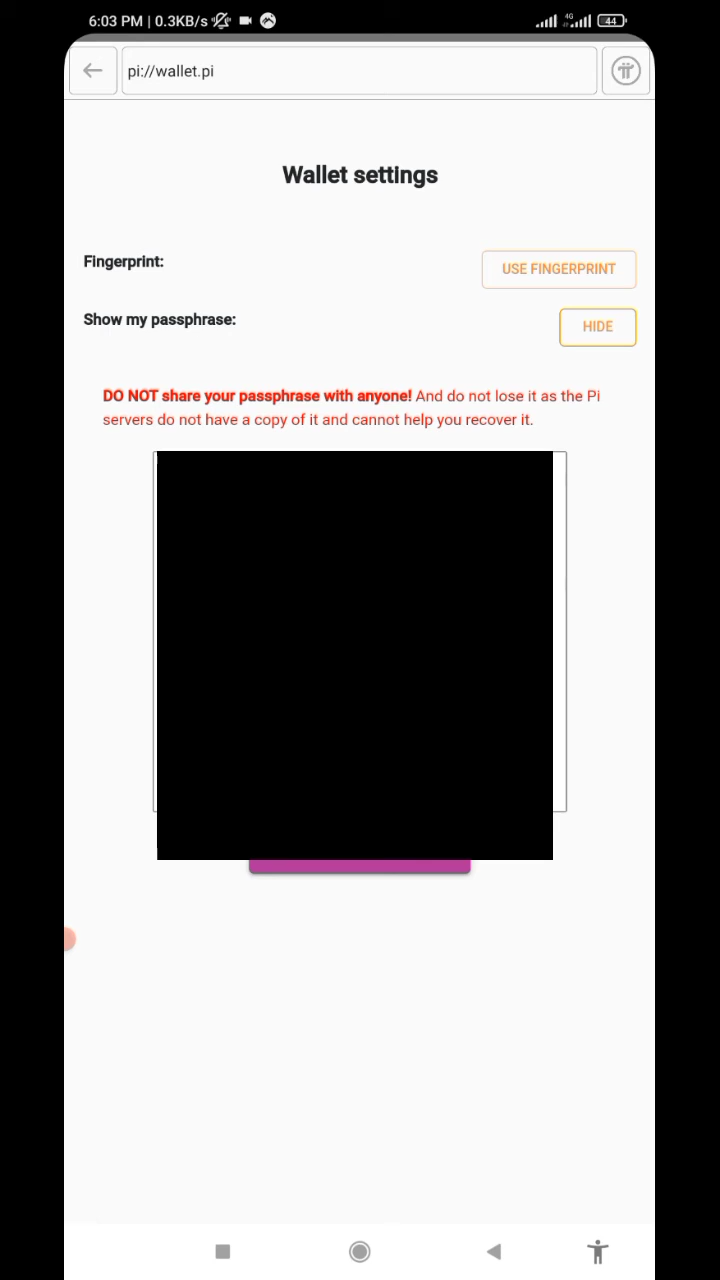 6:03 PM | 0.3KB/s
4G
44
pi://wallet.pi
Wallet settings
Fingerprint:
USE FINGERPRINT
Show my passphrase:
HIDE
DO NOT share your passphrase with anyone! And do not lose it as the Pi
servers do not have a copy of it and cannot help you recover it.